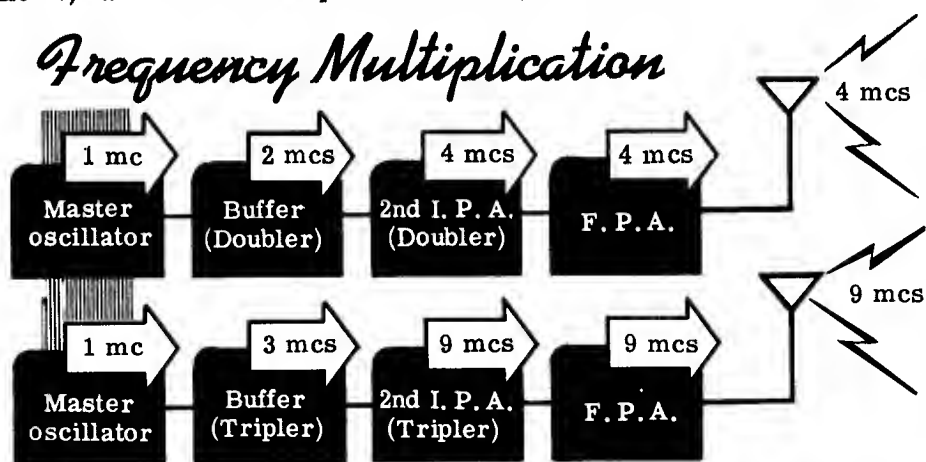 Frequency Multiplication
4 mcs
1 mc
2 mcs
4 mcs
4 mcs
Master
oscillator
Buffer
(Doubler)
2nd I. P. A.
(Doubler)
F. P. A.
9 mcs
1 mc
3 mcs
9 mcs
9 mcs
Master
oscillator
Buffer
(Tripler)
2nd I. P. A.
(Tripler)
F. P. A.